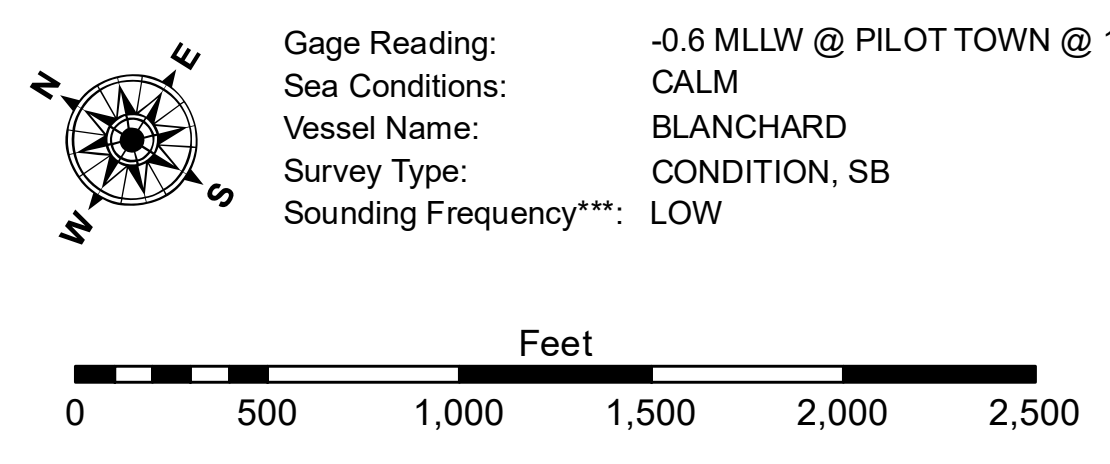 N
E
S
W
Gage Reading: -0.6 MLLW @ PILOT TOWN @
Sea Conditions: CALM
Vessel Name: BLANCHARD
Survey Type: CONDITION, SB
Sounding Frequency***: LOW
Feet
0 500 1,000 1,500 2,000 2,500